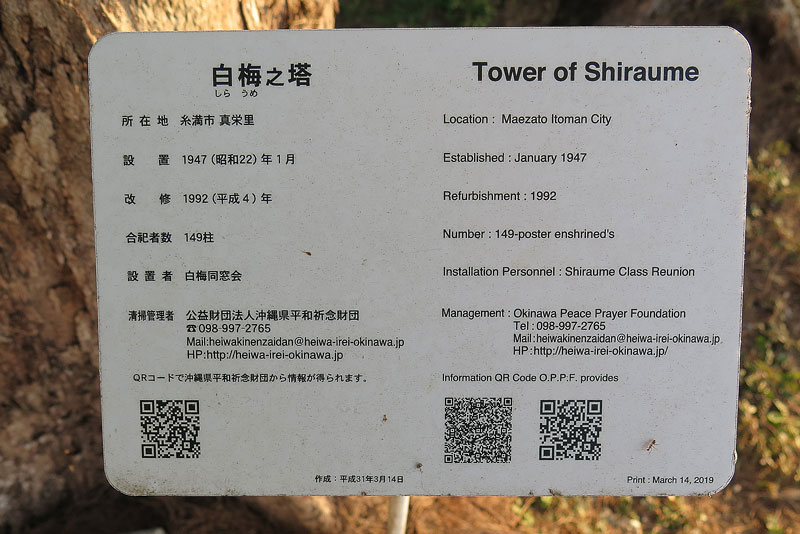 白梅之塔
しら うめ
所在地 糸満市 真栄里
設 置 1947（昭和22）年1月
改 修 1992（平成4）年
合祀者数 149柱
設置者 白梅同窓会
清掃管理者 公益財団法人沖縄県平和祈念財団
☎098-997-2765
Mail:heiwakinenzaidan@heiwa-irei-okinawa.jp
HP:http://heiwa-irei-okinawa.jp
QRコードで沖縄県平和祈念財団から情報が得られます。
作成：平成31年3月14日
Tower of Shiraume
Location : Maezato Itoman City
Established : January 1947
Refurbishment : 1992
Number : 149-poster enshrined's
Installation Personnel : Shiraume Class Reunion
Management : Okinawa Peace Prayer Foundation
Tel : 098-997-2765
Mail:heiwakinenzaidan@heiwa-irei-okinawa.jp
HP:http://heiwa-irei-okinawa.jp/
Information QR Code O.P.P.F. provides
Print : March 14, 2019